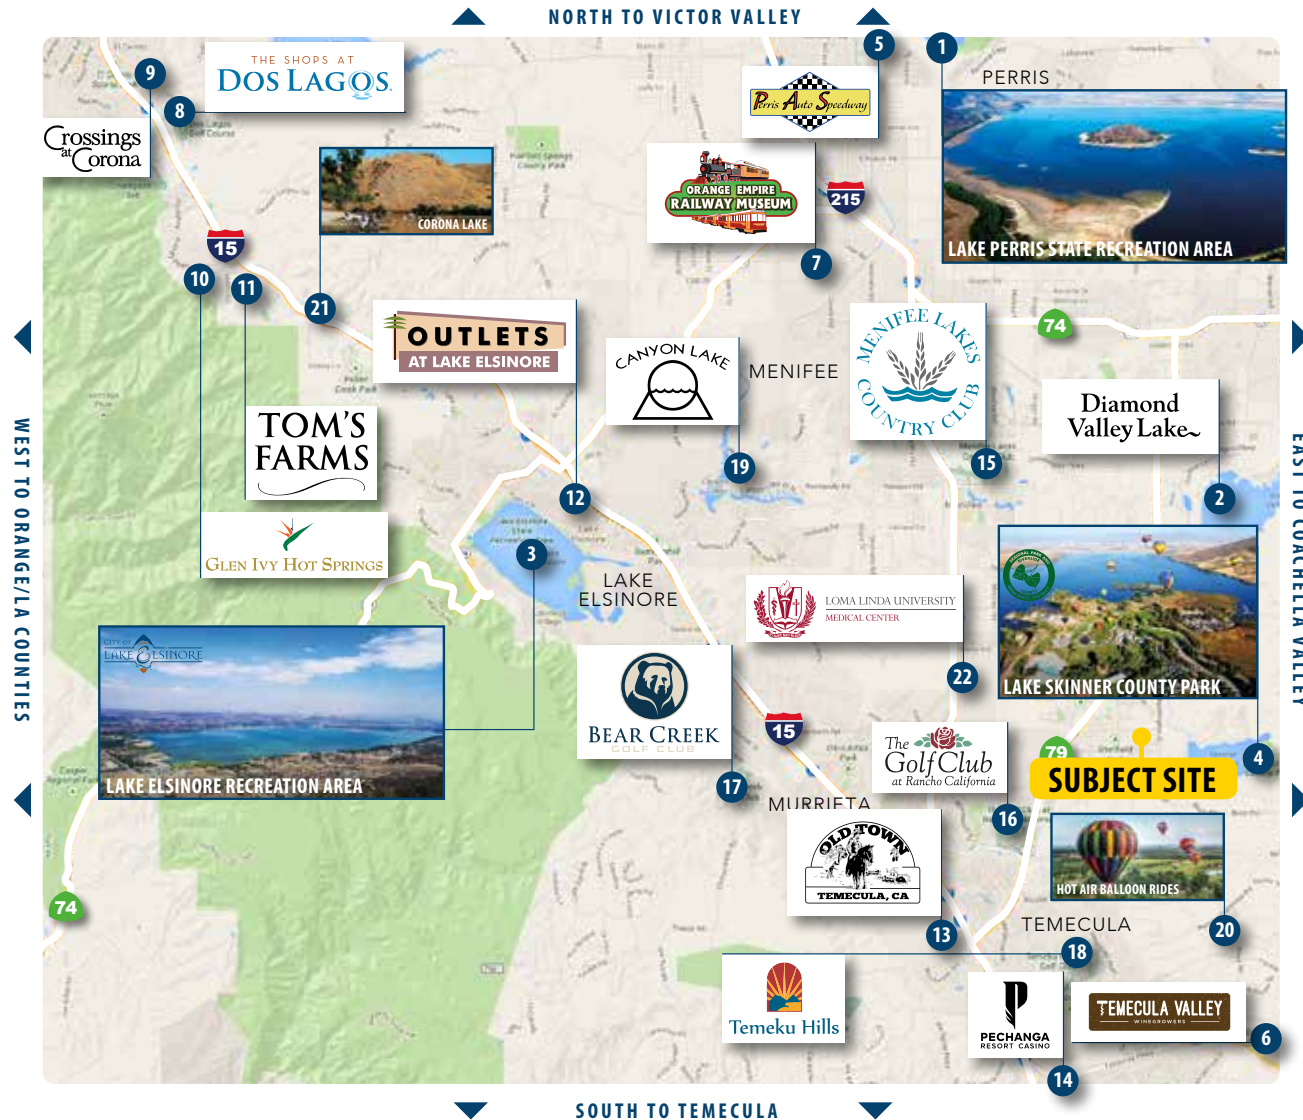 NORTH TO VICTOR VALLEY
5
1
PERRIS
9
8
THE SHOPS AT
DOS LAGOS
Crossings
at Corona
Perris Auto Speedway
ORANGE EMPIRE
RAILWAY MUSEUM
215
7
LAKE PERRIS STATE RECREATION AREA
CORONA LAKE
15
10
11
21
OUTLETS
AT LAKE ELSINORE
CANYON LAKE
MENIFEE
MENIFEE LAKES
COUNTRY CLUB
74
Diamond
Valley Lake
TOM'S
FARMS
19
15
12
2
WEST TO ORANGE/LA COUNTIES
EAST TO COACHELLA VALLEY
GLEN IVY HOT SPRINGS
3
LAKE
ELSINORE
LOMA LINDA UNIVERSITY
MEDICAL CENTER
22
LAKE SKINNER COUNTY PARK
CITY OF
LAKE ELSINORE
LAKE ELSINORE RECREATION AREA
BEAR CREEK
GOLF CLUB
17
15
The
Golf Club
at Rancho California
16
79
4
SUBJECT SITE
MURRIETA
OLD TOWN
TEMECULA, CA
13
HOT AIR BALLOON RIDES
20
TEMECULA
18
74
Temeku Hills
PECHANGA
RESORT CASINO
14
TEMECULA VALLEY
WINEGROWERS
6
SOUTH TO TEMECULA